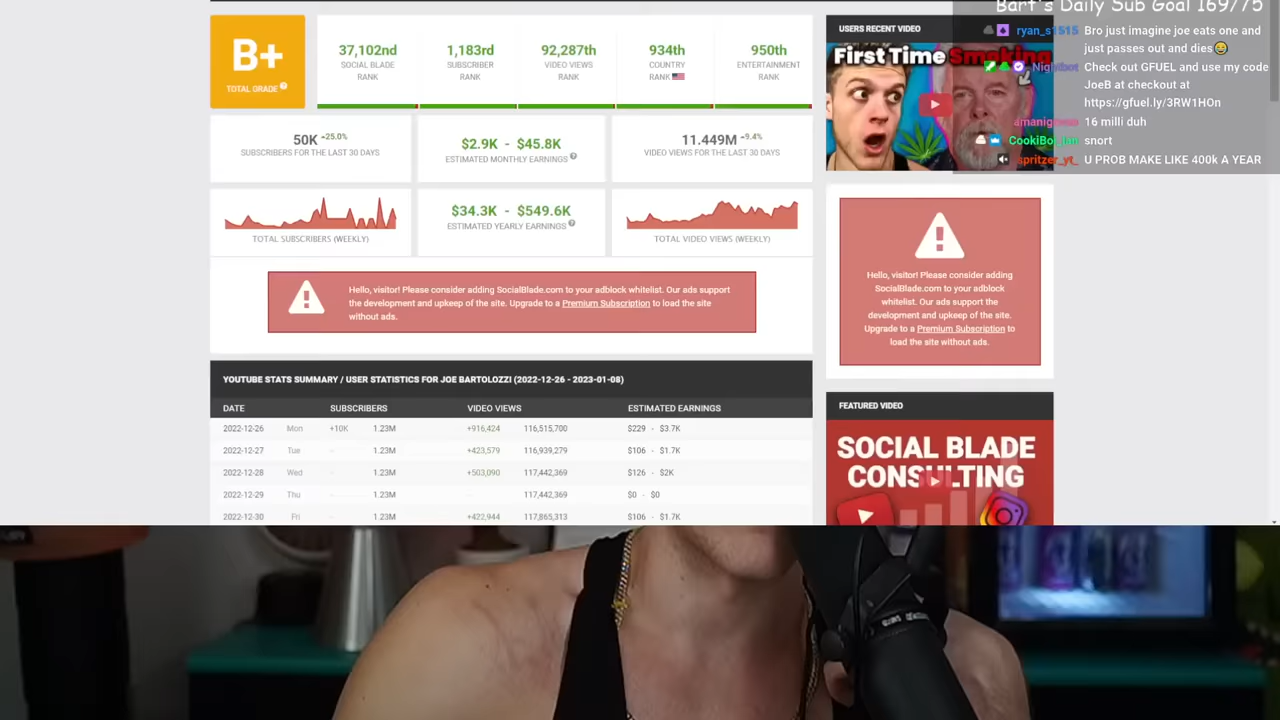 Bart's Daily Sub Goal 169/75
B+
TOTAL GRADE
37,102nd
SOCIAL BLADE
RANK
1,183rd
SUBSCRIBER
RANK
92,287th
VIDEO VIEWS
RANK
934th
COUNTRY
RANK
950th
ENTERTAINMENT
RANK
50K +25.0%
SUBSCRIBERS FOR THE LAST 30 DAYS
$2.9K - $45.8K
ESTIMATED MONTHLY EARNINGS
11.449M +9.4%
VIDEO VIEWS FOR THE LAST 30 DAYS
TOTAL SUBSCRIBERS (WEEKLY)
$34.3K - $549.6K
ESTIMATED YEARLY EARNINGS
TOTAL VIDEO VIEWS (WEEKLY)
Hello, visitor! Please consider adding SocialBlade.com to your adblock whitelist. Our ads support
the development and upkeep of the site. Upgrade to a Premium Subscription to load the site
without ads.
YOUTUBE STATS SUMMARY / USER STATISTICS FOR JOE BARTOLOZZI (2022-12-26 - 2023-01-08)
DATE SUBSCRIBERS VIDEO VIEWS ESTIMATED EARNINGS
2022-12-26 Mon +10K 1.23M +916,424 116,515,700 $229 - $3.7K
2022-12-27 Tue - 1.23M +423,579 116,939,279 $106 - $1.7K
2022-12-28 Wed - 1.23M +503,090 117,442,369 $126 - $2K
2022-12-29 Thu - 1.23M - 117,442,369 $0 - $0
2022-12-30 Fri - 1.23M +422,944 117,865,313 $106 - $1.7K
USERS RECENT VIDEO
First Time Smoking
ryan_s1515 Bro just imagine joe eats one and
just passes out and dies😂
Nightbot Check out GFUEL and use my code
JoeB at checkout at
https://gfuel.ly/3RW1HOn
16 milli duh
snort
spritzer_yt_ U PROB MAKE LIKE 400k A YEAR
Hello, visitor! Please consider adding
SocialBlade.com to your adblock
whitelist. Our ads support the
development and upkeep of the site.
Upgrade to a Premium Subscription to
load the site without ads.
FEATURED VIDEO
SOCIAL BLADE
CONSULTING